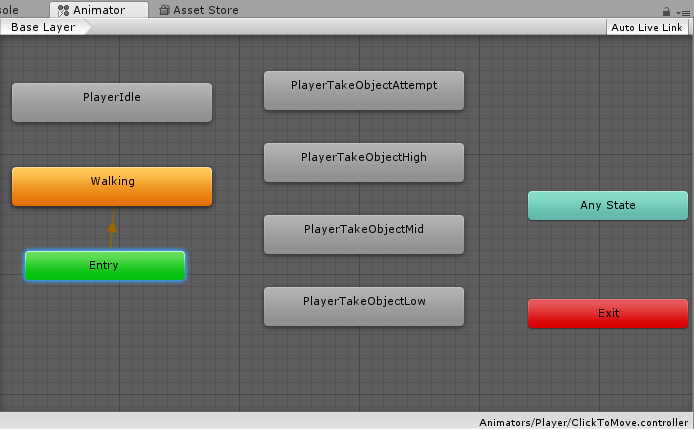 Animator
Asset Store
Base Layer
Auto Live Link
PlayerIdle
PlayerTakeObjectAttempt
Walking
PlayerTakeObjectHigh
Any State
PlayerTakeObjectMid
Entry
PlayerTakeObjectLow
Exit
Animators/Player/ClickToMove.controller